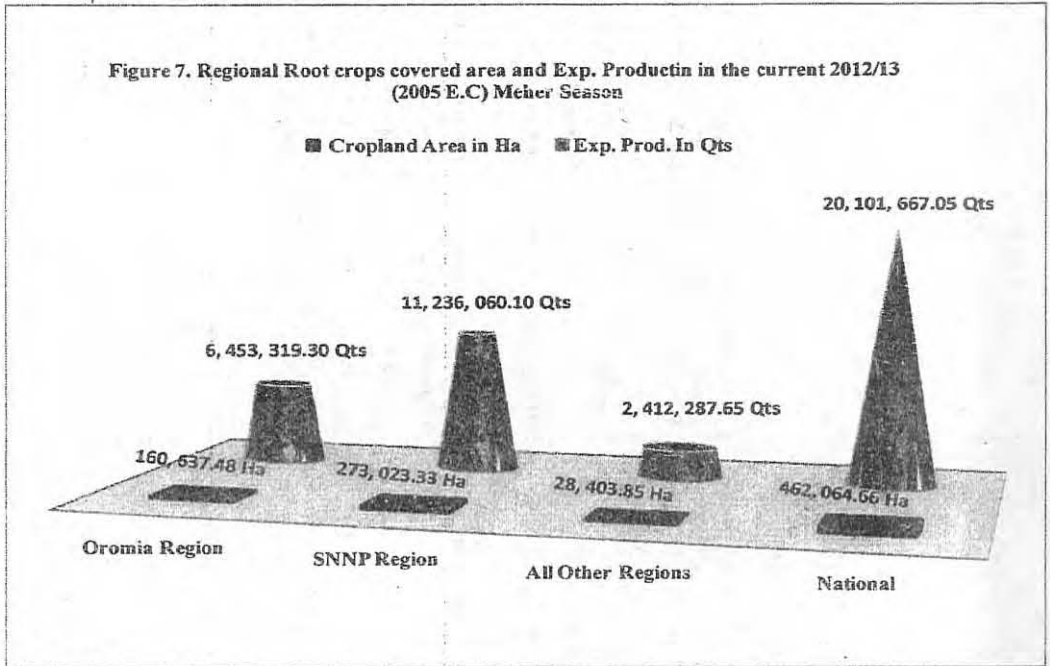 Figure 7. Regional Root crops covered area and Exp. Productin in the current 2012/13
(2005 E.C) Meher Season
Cropland Area in Ha Exp. Prod. In Qts
20, 101, 667.05 Qts
11, 236, 060.10 Qts
6, 453, 319.30 Qts
2, 412, 287.65 Qts
160, 637.48 Ha
273, 023.33 Ha
28, 403.85 Ha
462, 064.66 Ha
Oromia Region
SNNP Region
All Other Regions
National